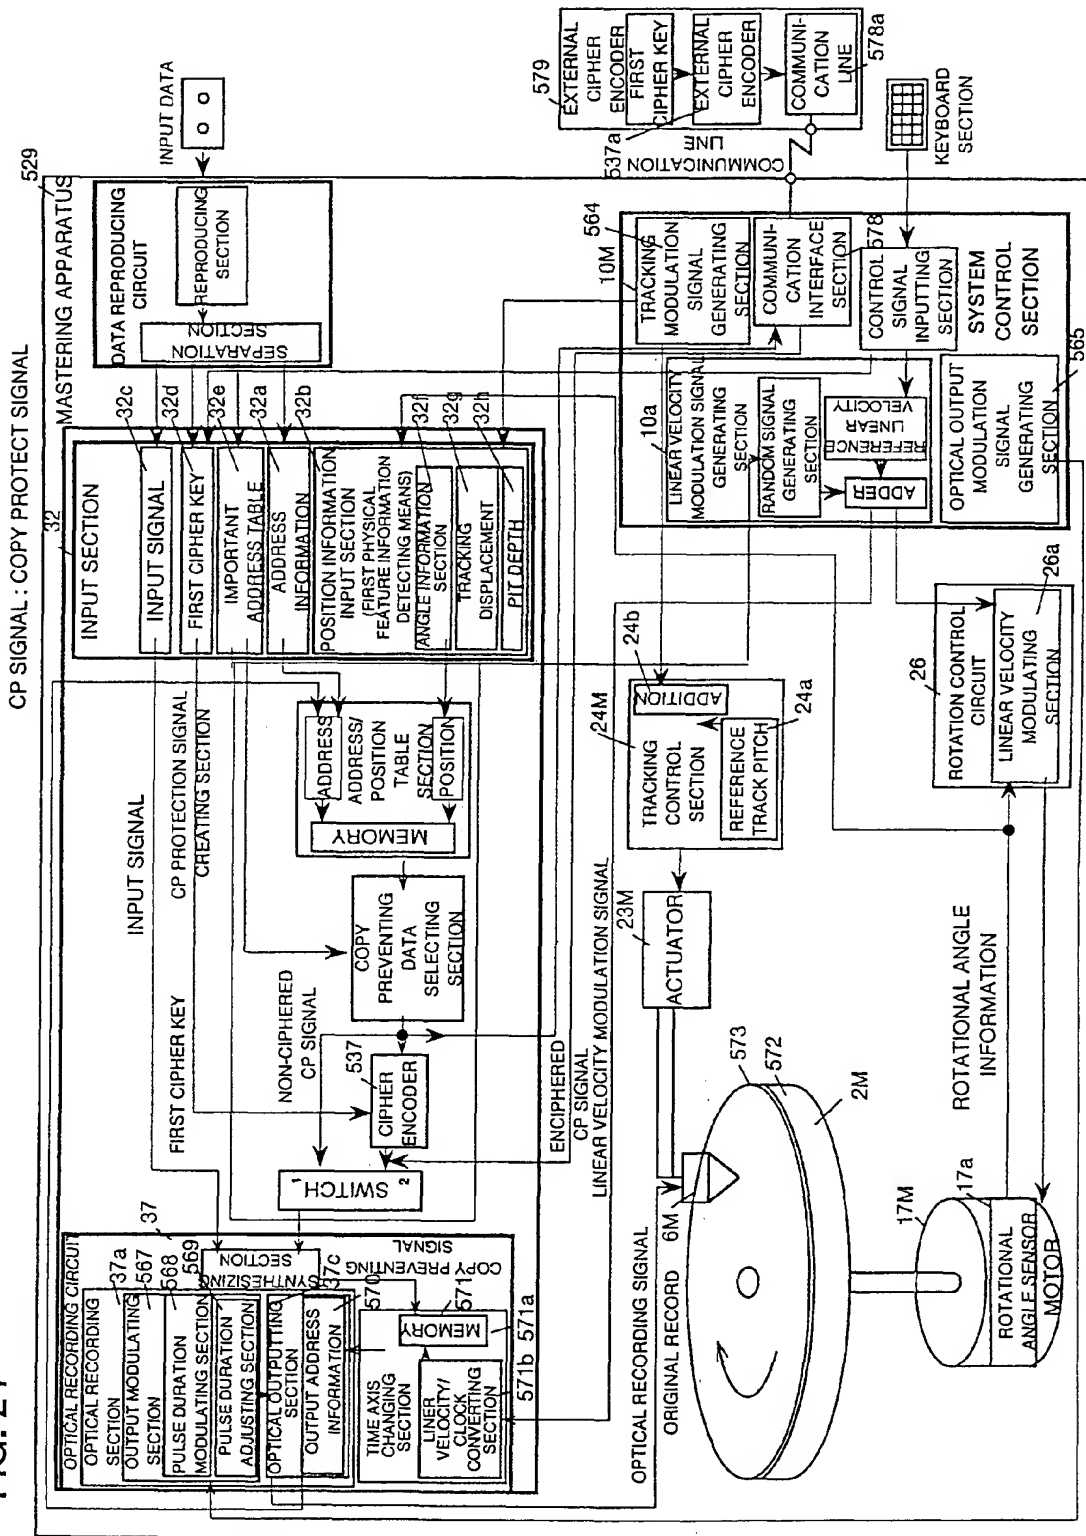 CP SIGNAL : COPY PROTECT SIGNAL
529
MASTERING APPARATUS
INPUT DATA
DATA REPRODUCING
CIRCUIT
REPRODUCING
SECTION
SEPARATION
SECTION
579
EXTERNAL
CIPHER
ENCODER
FIRST
CIPHER KEY
EXTERNAL
CIPHER
ENCODER
537a
COMMUNI-
CATION
LINE
578a
COMMUNICATION
LINE
KEYBOARD
SECTION
32
INPUT SECTION
32c
INPUT SIGNAL
32d
FIRST CIPHER KEY
32e
IMPORTANT
ADDRESS TABLE
32a
ADDRESS
INFORMATION
32b
POSITION INFORMATION
INPUT SECTION
(FIRST PHYSICAL
FEATURE INFORMATION
DETECTING MEANS)
32f
ANGLE INFORMATION
SECTION
32g
TRACKING
DISPLACEMENT
32h
PIT DEPTH
10M
564
TRACKING
MODULATION
SIGNAL
GENERATING
SECTION
COMMUNI-
CATION
INTERFACE
SECTION
578
CONTROL
SIGNAL
INPUTTING
SECTION
SYSTEM
CONTROL
SECTION
10a
LINEAR VELOCITY
MODULATION SIGNAL
GENERATING
SECTION
RANDOM SIGNAL
GENERATING
SECTION
REFERENCE
LINEAR
VELOCITY
ADDER
OPTICAL OUTPUT
MODULATION
SIGNAL
GENERATING
SECTION
565
INPUT SIGNAL
CP PROTECTION SIGNAL
CREATING SECTION
ADDRESS
ADDRESS/
POSITION
TABLE
SECTION
POSITION
MEMORY
COPY
PREVENTING
DATA
SELECTING
SECTION
FIRST CIPHER KEY
NON-CIPHERED
CP SIGNAL
537
CIPHER
ENCODER
SWITCH
1
2
ENCIPHERED
CP SIGNAL
LINEAR VELOCITY MODULATION SIGNAL
24M
24b
ADDITION
TRACKING
CONTROL
SECTION
REFERENCE
TRACK PITCH
24a
23M
ACTUATOR
26
ROTATION CONTROL
CIRCUIT
26a
LINEAR VELOCITY
MODULATING
SECTION
ROTATIONAL ANGLE
INFORMATION
37
OPTICAL RECORDING CIRCUIT
37a
OPTICAL RECORDING
SECTION
567
OUTPUT MODULATING
SECTION
568
PULSE DURATION
MODULATING SECTION
569
PULSE DURATION
ADJUSTING SECTION
SYNTHESIZING
SECTION
37c
OPTICAL OUTPUTTING
SECTION
570
OUTPUT ADDRESS
INFORMATION
COPY PREVENTING
SIGNAL
571
TIME AXIS
CHANGING
SECTION
MEMORY
571a
LINER
VELOCITY/
CLOCK
CONVERTING
SECTION
571b
OPTICAL RECORDING SIGNAL
ORIGINAL RECORD
6M
573
572
2M
17M
17a
ROTATIONAL
ANGLE SENSOR
MOTOR